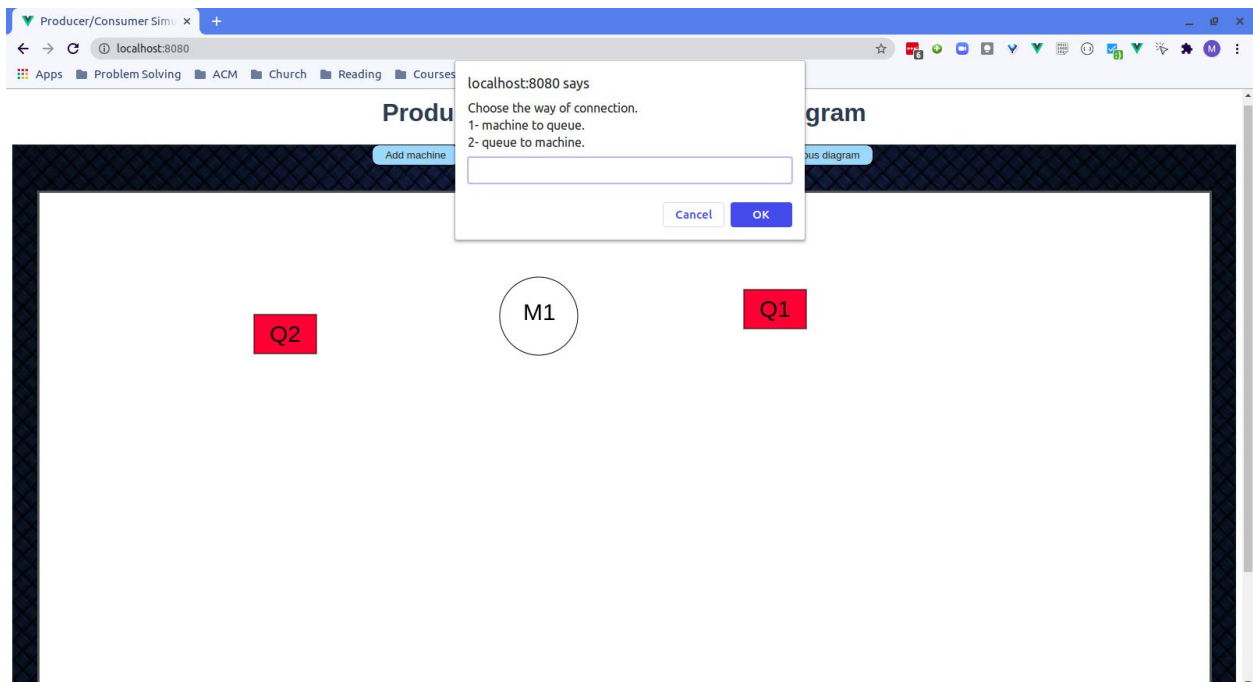 Producer/Consumer Simu
localhost:8080
Apps Problem Solving ACM Church Reading Courses
localhost:8080 says
Choose the way of connection.
1- machine to queue.
2- queue to machine.
Cancel OK
Produ gram
Add machine ous diagram
M1
Q1
Q2
6
M